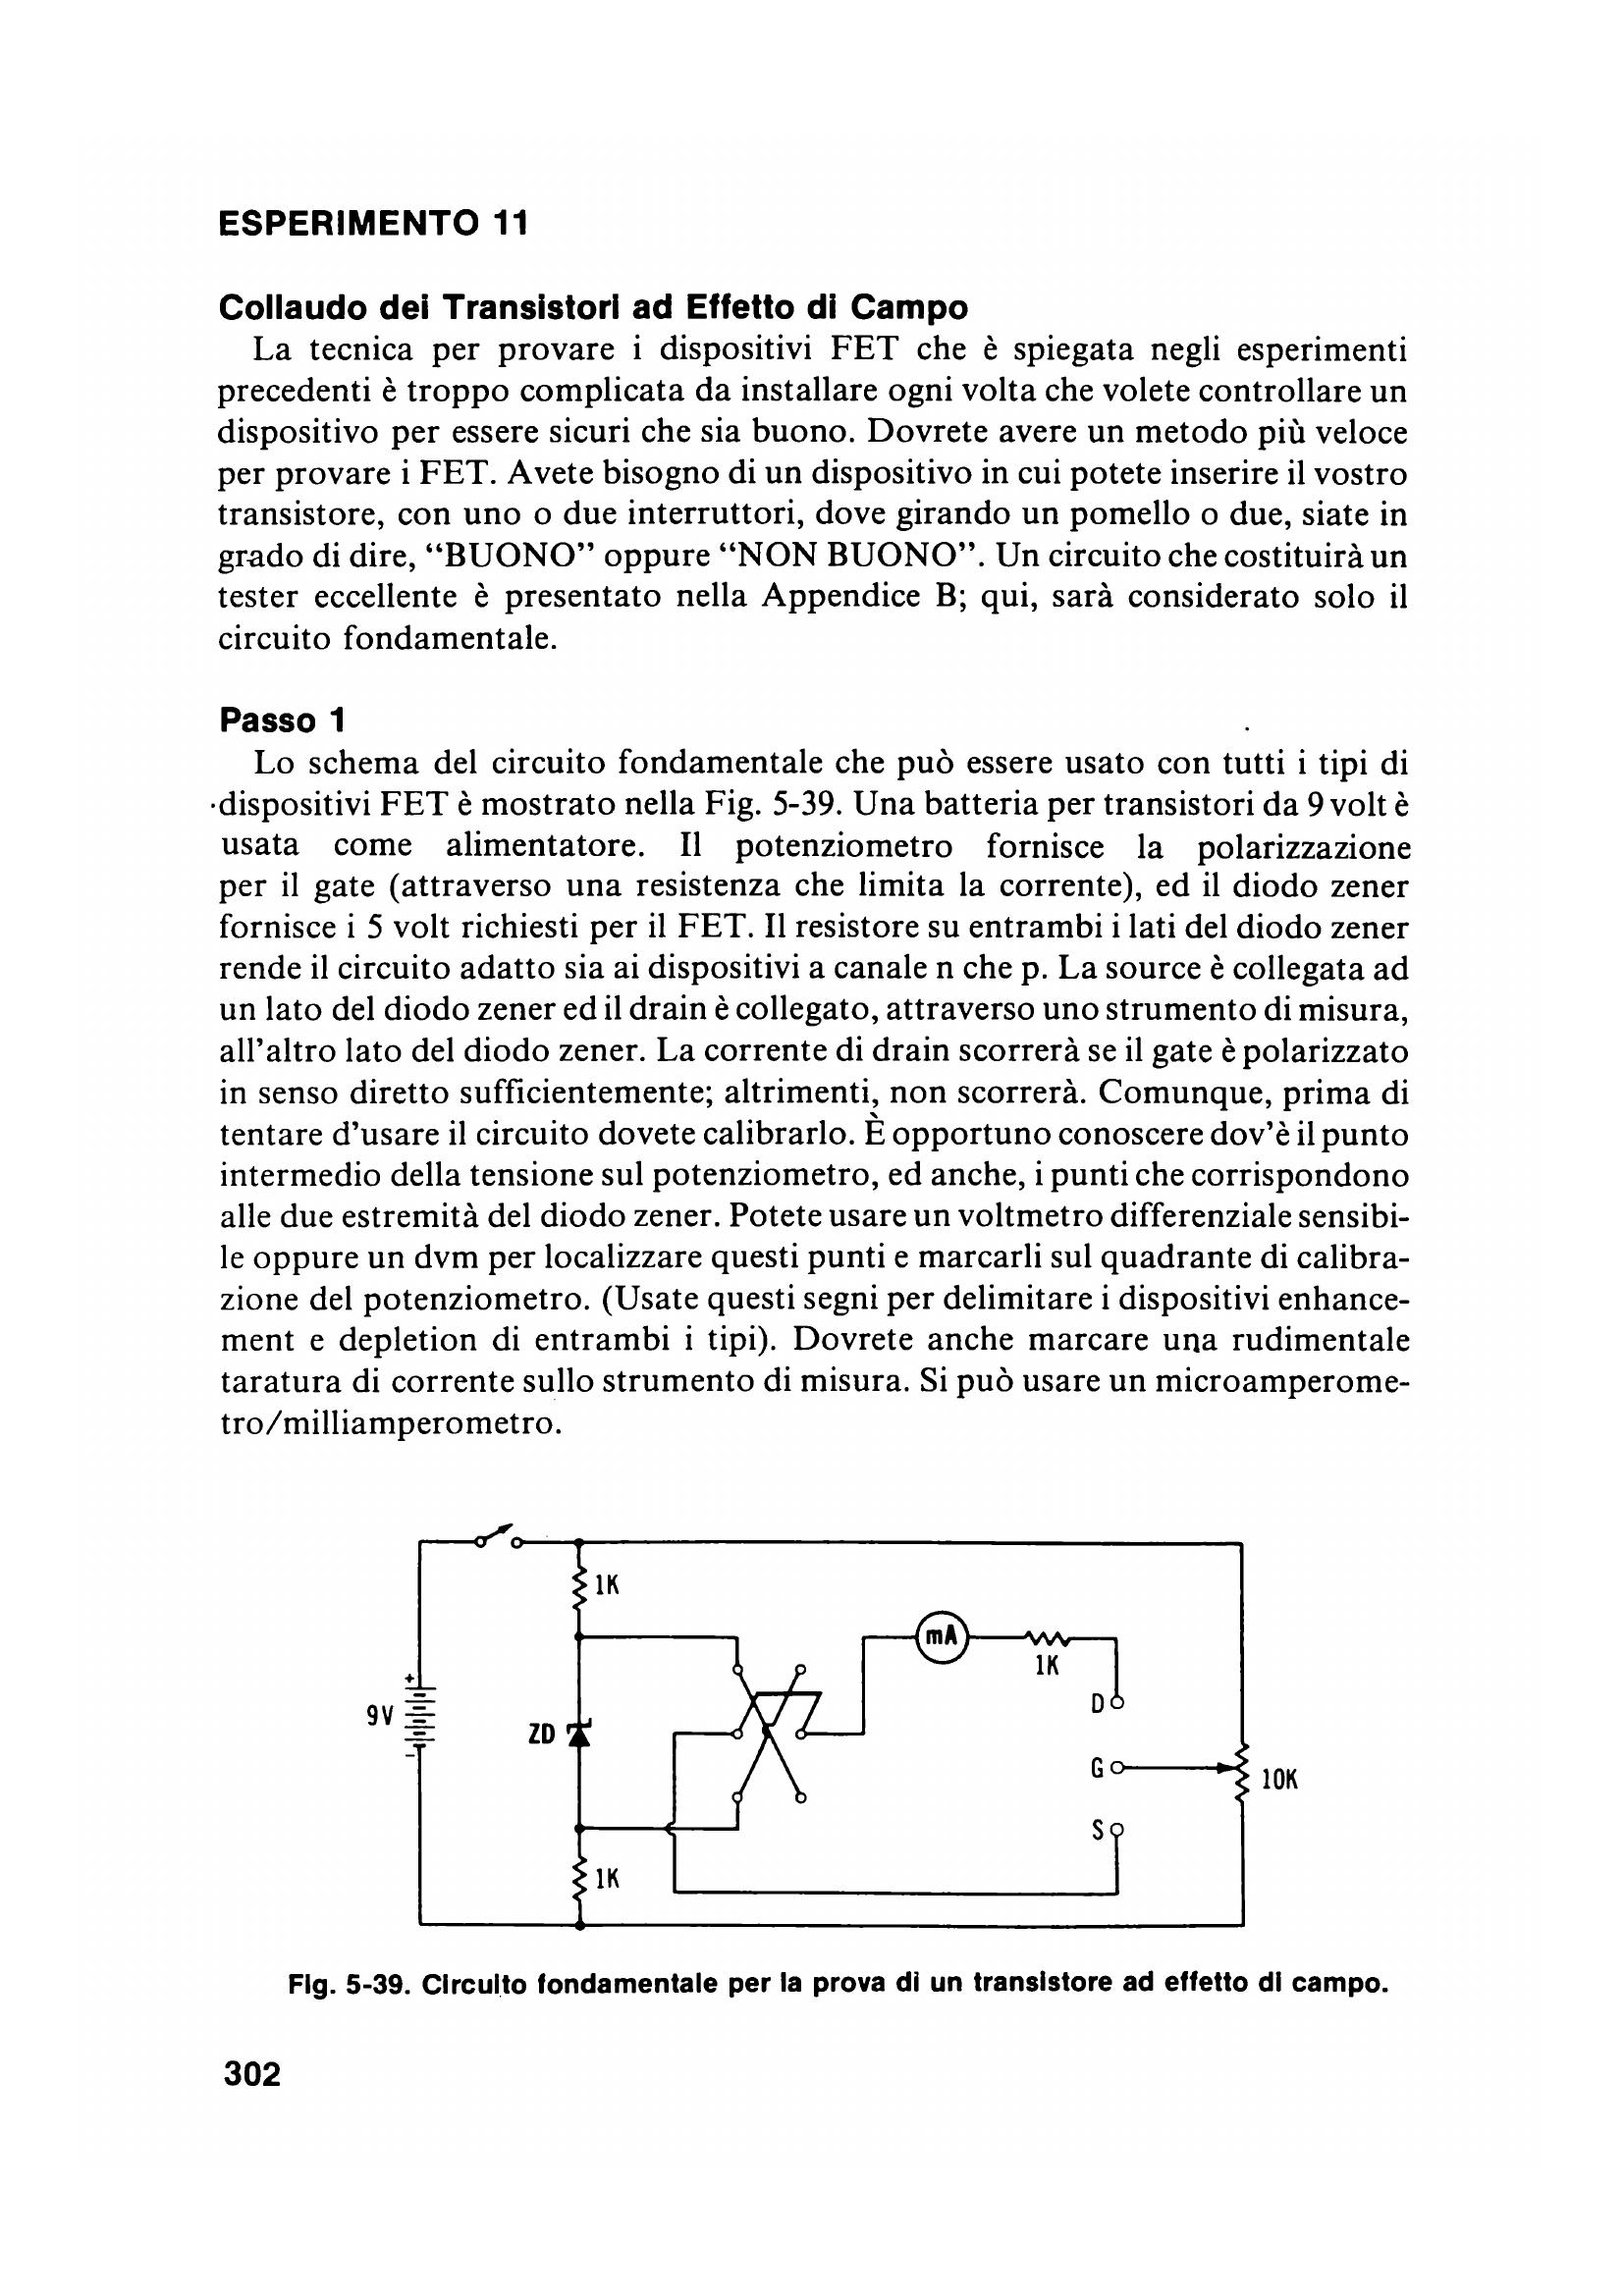 ESPERIMENTO 11
Collaudo dei Transistori ad Effetto di Campo
La tecnica per provare i dispositivi FET che è spiegata negli esperimenti
precedenti è troppo complicata da installare ogni volta che volete controllare un
dispositivo per essere sicuri che sia buono. Dovrete avere un metodo più veloce
per provare i FET. Avete bisogno di un dispositivo in cui potete inserire il vostro
transistore, con uno o due interruttori, dove girando un pomello o due, siate in
grado di dire, “BUONO” oppure “NON BUONO”. Un circuito che costituirà un
tester eccellente è presentato nella Appendice B; qui, sarà considerato solo il
circuito fondamentale.
Passo 1
Lo schema del circuito fondamentale che può essere usato con tutti i tipi di
dispositivi FET è mostrato nella Fig. 5-39. Una batteria per transistori da 9 volt è
usata come alimentatore. Il potenziometro fornisce la polarizzazione
per il gate (attraverso una resistenza che limita la corrente), ed il diodo zener
fornisce i 5 volt richiesti per il FET. Il resistore su entrambi i lati del diodo zener
rende il circuito adatto sia ai dispositivi a canale n che p. La source è collegata ad
un lato del diodo zener ed il drain è collegato, attraverso uno strumento di misura,
all’altro lato del diodo zener. La corrente di drain scorrerà se il gate è polarizzato
in senso diretto sufficientemente; altrimenti, non scorrerà. Comunque, prima di
tentare d’usare il circuito dovete calibrarlo. È opportuno conoscere dov’è il punto
intermedio della tensione sul potenziometro, ed anche, i punti che corrispondono
alle due estremità del diodo zener. Potete usare un voltmetro differenziale sensibi-
le oppure un dvm per localizzare questi punti e marcarli sul quadrante di calibra-
zione del potenziometro. (Usate questi segni per delimitare i dispositivi enhance-
ment e depletion di entrambi i tipi). Dovrete anche marcare una rudimentale
taratura di corrente sullo strumento di misura. Si può usare un microamperome-
tro/milliamperometro.
1K
mA
1K
+
D
9V
ZD
−
G
10K
S
1K
Fig. 5-39. Circuito fondamentale per la prova di un transistore ad effetto di campo.
302